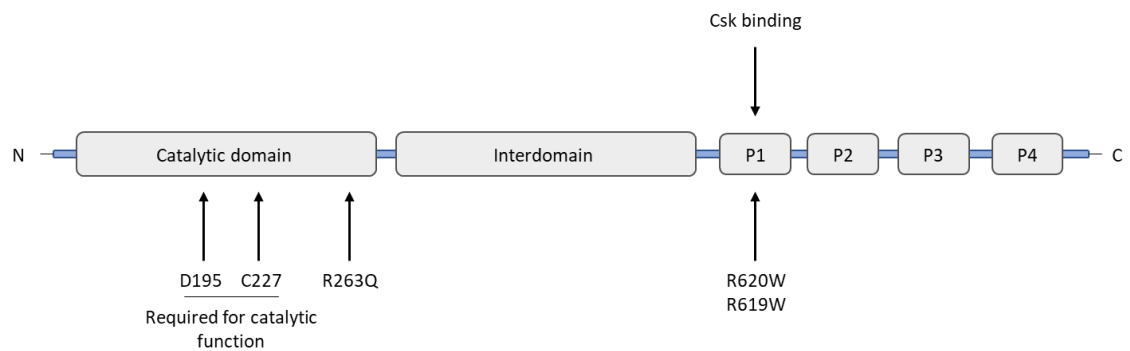 Csk binding
N
Catalytic domain
Interdomain
P1
P2
P3
P4
C
D195
C227
R263Q
R620W
R619W
Required for catalytic
function